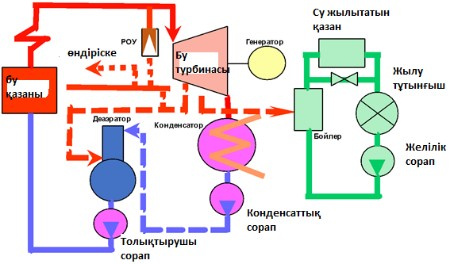 Су жылытатын
қазан
РОУ
өндіріске
Бу
турбинасы
Генератор
Жылу
тұтынғыш
бу
қазаны
Деаэратор
Конденсатор
Бойлер
Желілік
сорап
Конденсаттық
сорап
Толықтырушы
сорап